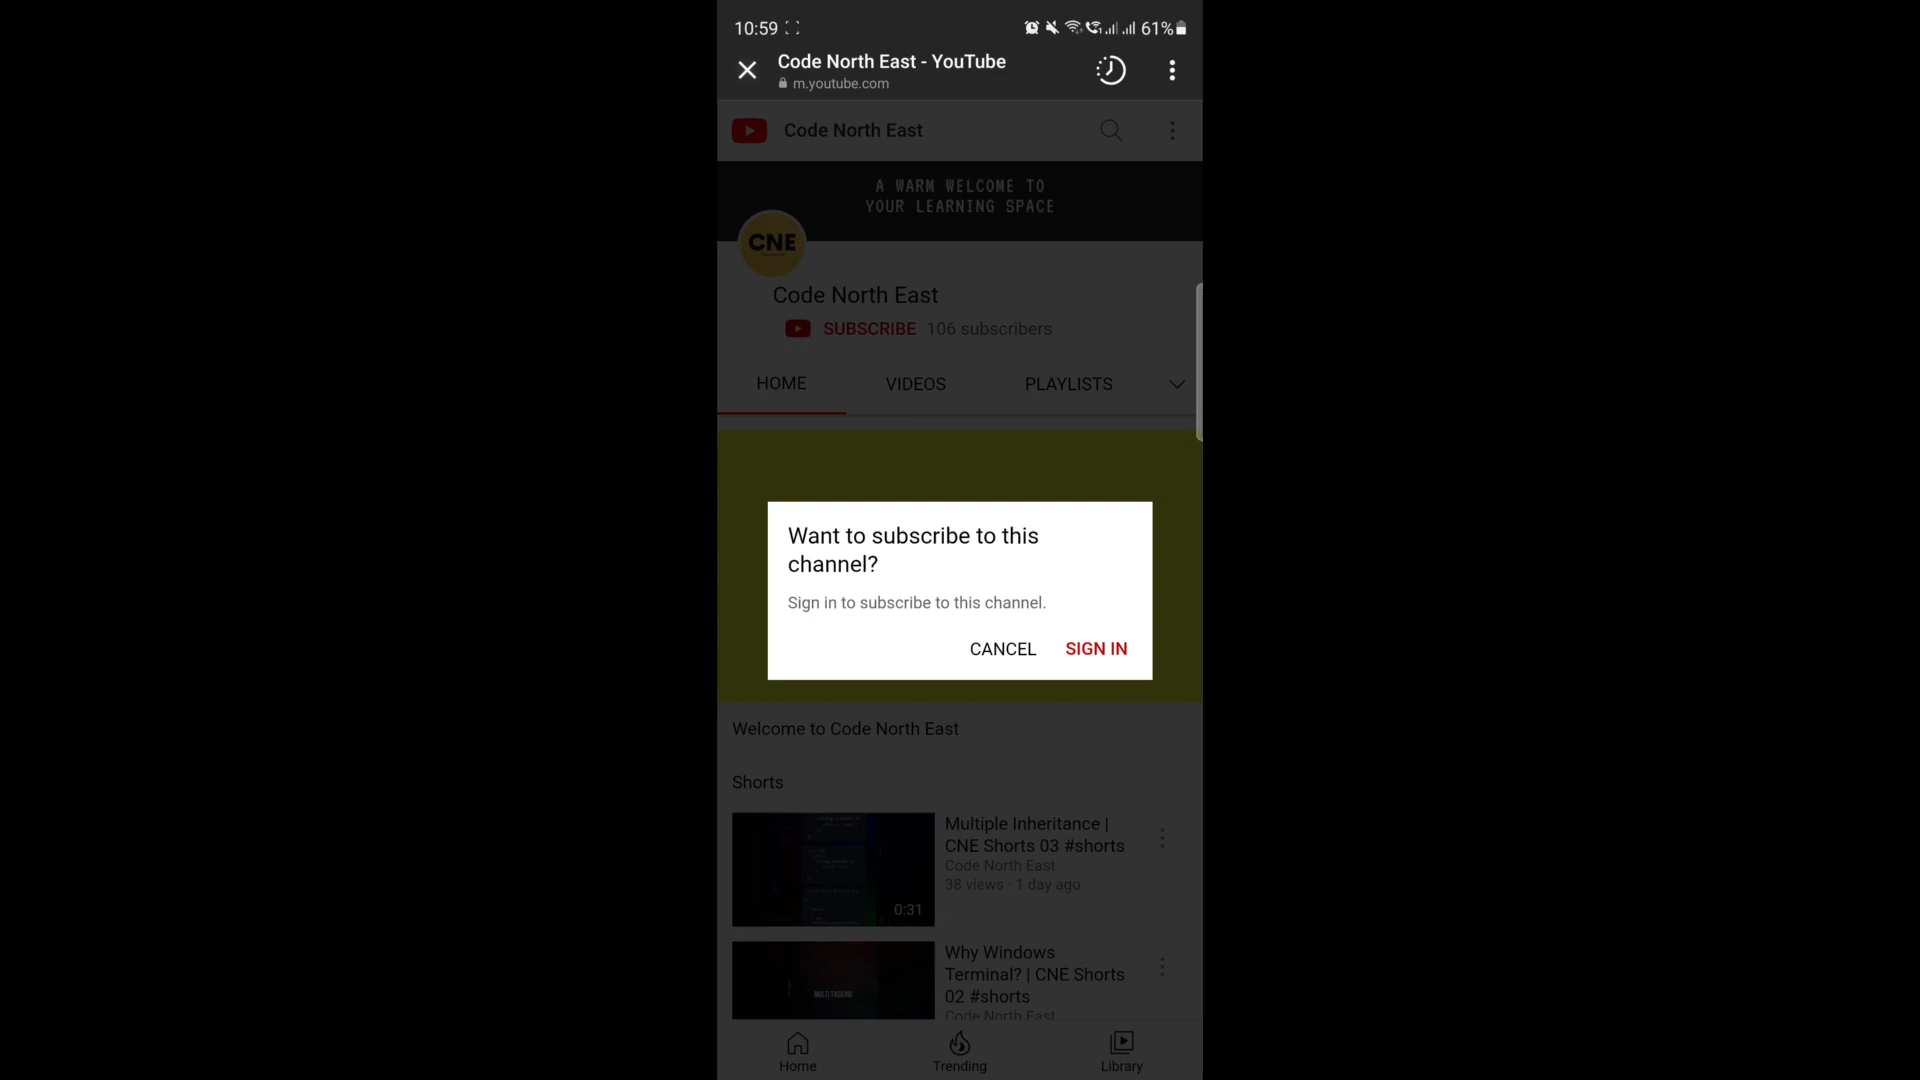 10:59
61%
Code North East - YouTube
m.youtube.com
Code North East
A WARM WELCOME TO
YOUR LEARNING SPACE
CNE
Code North East
SUBSCRIBE 106 subscribers
HOME VIDEOS PLAYLISTS
Want to subscribe to this
channel?
Sign in to subscribe to this channel.
CANCEL SIGN IN
Welcome to Code North East
Shorts
Multiple Inheritance |
CNE Shorts 03 #shorts
Code North East
38 views · 1 day ago
0:31
Why Windows
Terminal? | CNE Shorts
02 #shorts
Code North East
MULTITASKING
Home Trending Library